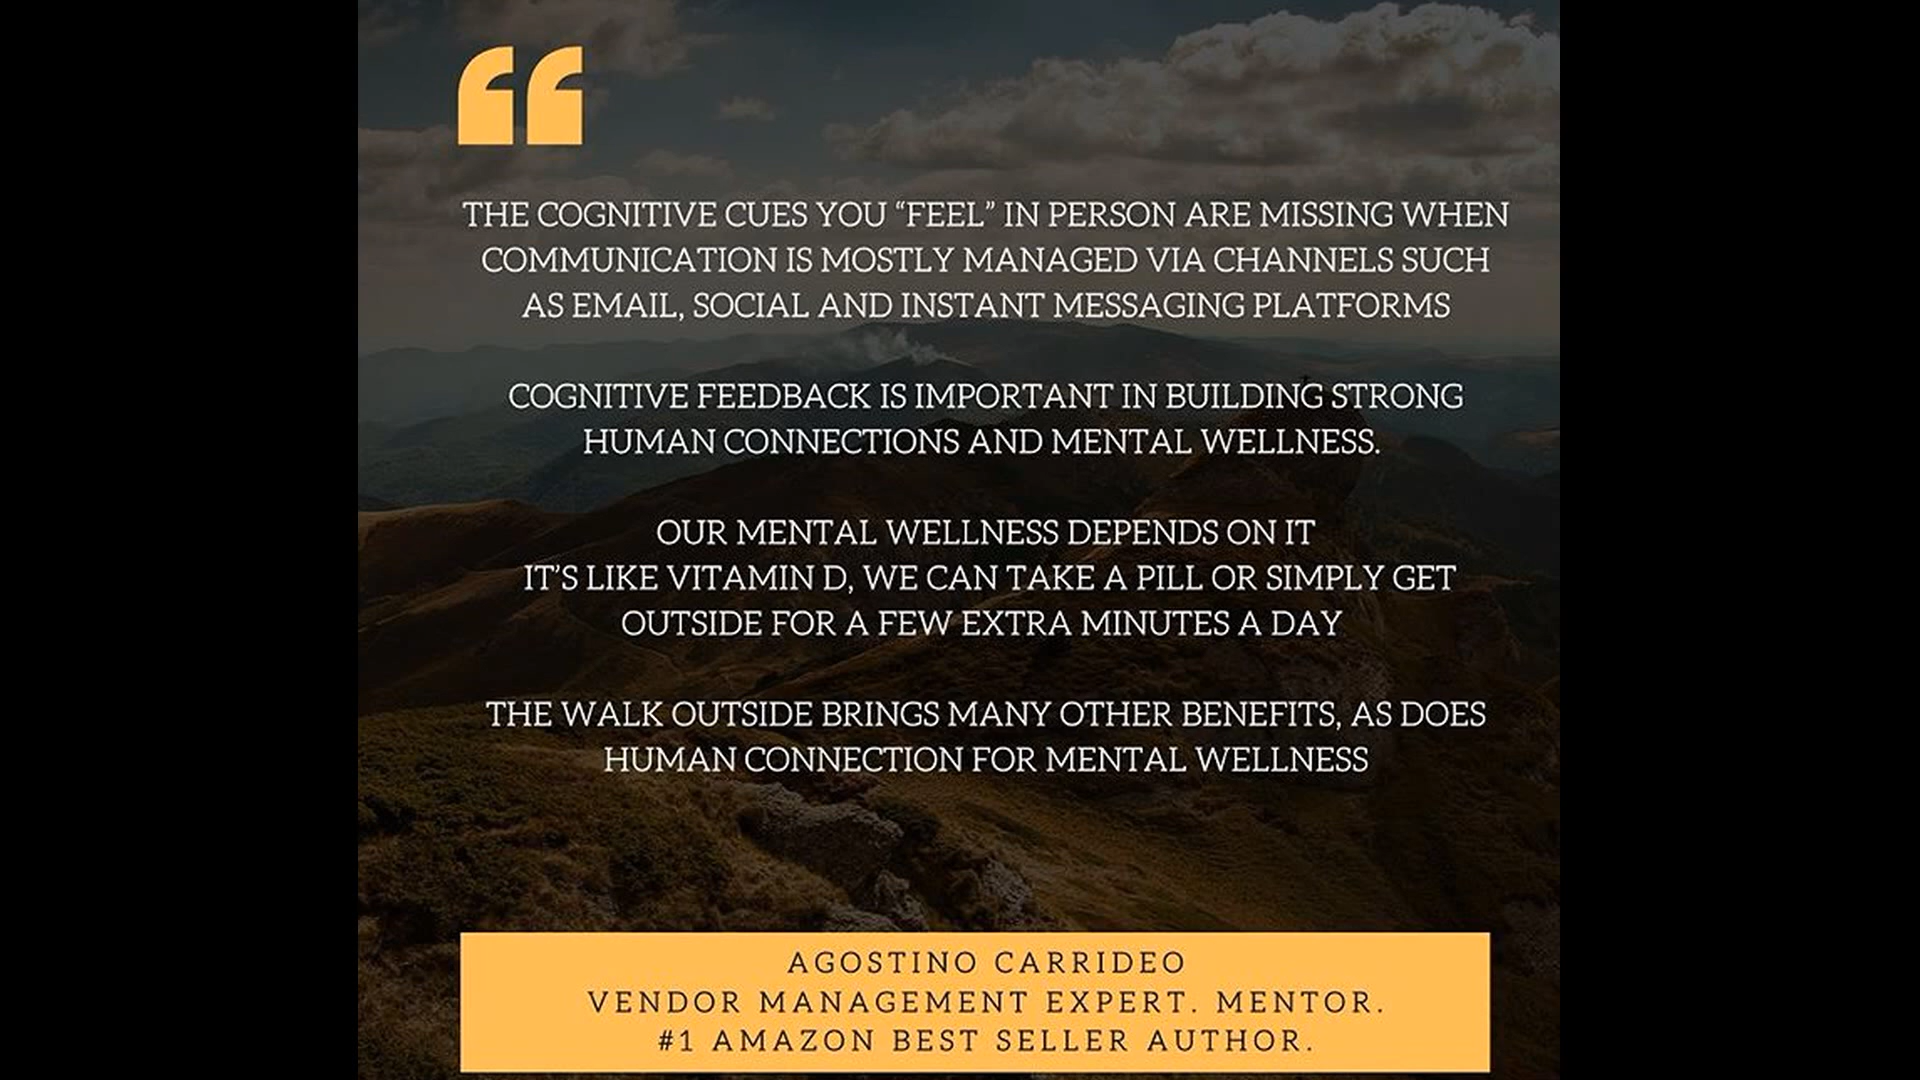 THE COGNITIVE CUES YOU “FEEL” IN PERSON ARE MISSING WHEN
COMMUNICATION IS MOSTLY MANAGED VIA CHANNELS SUCH
AS EMAIL, SOCIAL AND INSTANT MESSAGING PLATFORMS
COGNITIVE FEEDBACK IS IMPORTANT IN BUILDING STRONG
HUMAN CONNECTIONS AND MENTAL WELLNESS.
OUR MENTAL WELLNESS DEPENDS ON IT
IT’S LIKE VITAMIN D, WE CAN TAKE A PILL OR SIMPLY GET
OUTSIDE FOR A FEW EXTRA MINUTES A DAY
THE WALK OUTSIDE BRINGS MANY OTHER BENEFITS, AS DOES
HUMAN CONNECTION FOR MENTAL WELLNESS
AGOSTINO CARRIDEO
VENDOR MANAGEMENT EXPERT. MENTOR.
#1 AMAZON BEST SELLER AUTHOR.